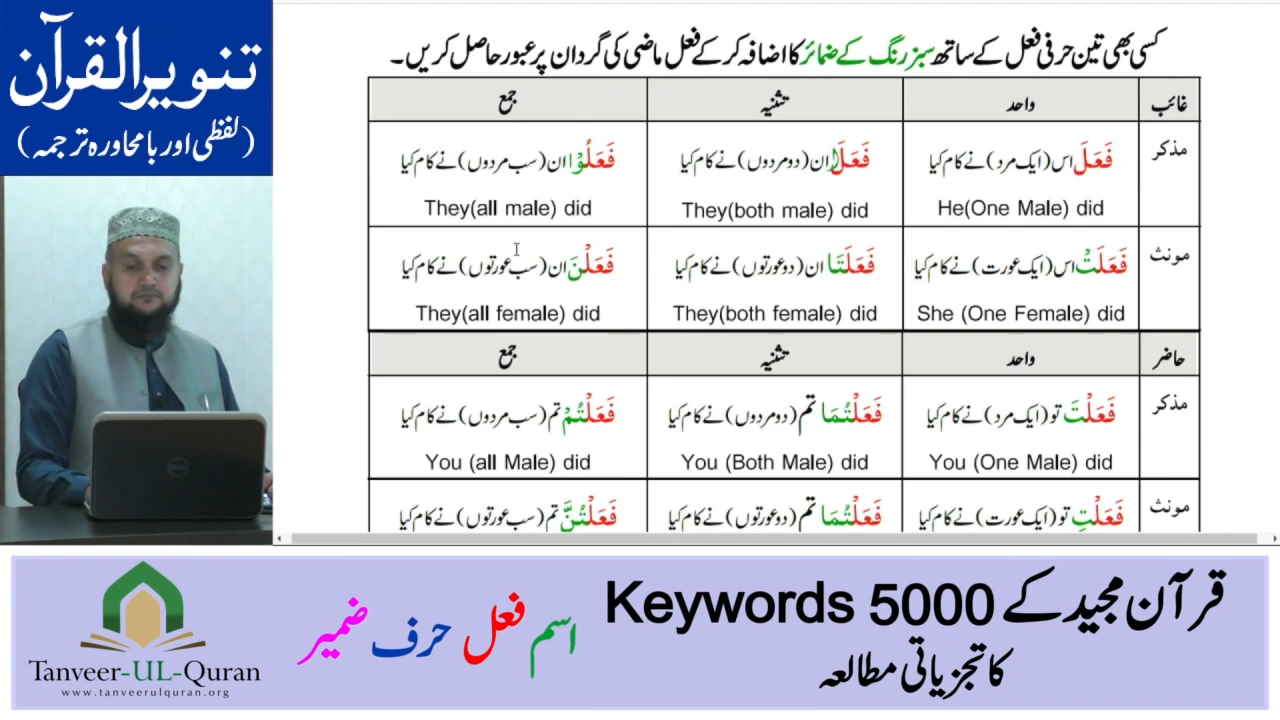 تنویر القرآن
(لفظی اور بامحاورہ ترجمہ)
کسی بھی تین حرفی فعل کے ساتھ سبز رنگ کے ضمائر کا اضافہ کر کے فعل ماضی کی گردان پر عبور حاصل کریں۔
غائب واحد تثنیہ جمع
مذکر فَعَلَ اس (ایک مرد) نے کام کیا فَعَلَا ان (دو مردوں) نے کام کیا فَعَلُوْا ان (سب مردوں) نے کام کیا
He(One Male) did They(both male) did They(all male) did
مونث فَعَلَتْ اس (ایک عورت) نے کام کیا فَعَلَتَا ان (دو عورتوں) نے کام کیا فَعَلْنَ ان (سب عورتوں) نے کام کیا
She (One Female) did They(both female) did They(all female) did
حاضر واحد تثنیہ جمع
مذکر فَعَلْتَ تو (ایک مرد) نے کام کیا فَعَلْتُمَا تم (دو مردوں) نے کام کیا فَعَلْتُمْ تم (سب مردوں) نے کام کیا
You (One Male) did You (Both Male) did You (all Male) did
مونث فَعَلْتِ تو (ایک عورت) نے کام کیا فَعَلْتُمَا تم (دو عورتوں) نے کام کیا فَعَلْتُنَّ تم (سب عورتوں) نے کام کیا
قرآن مجید کے 5000 Keywords
کا تجزیاتی مطالعہ
اسم فعل حرف ضمیر
Tanveer-UL-Quran
www.tanveerulquran.org
DELL